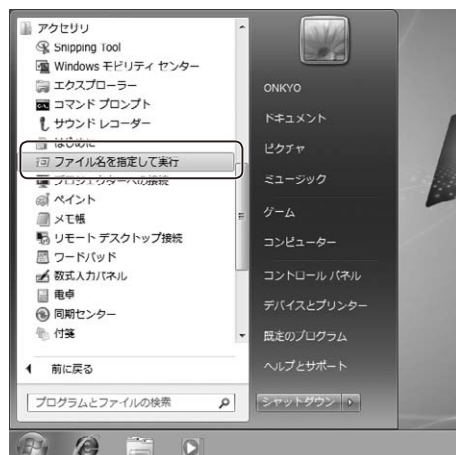 アクセサリ
Snipping Tool
Windows モビリティ センター
エクスプローラー
コマンド プロンプト
サウンド レコーダー
はじめに
ファイル名を指定して実行
プロジェクターへの接続
ペイント
メモ帳
リモート デスクトップ接続
ワードパッド
数式入力パネル
電卓
同期センター
付箋
前に戻る
プログラムとファイルの検索
ONKYO
ドキュメント
ピクチャ
ミュージック
ゲーム
コンピューター
コントロール パネル
デバイスとプリンター
既定のプログラム
ヘルプとサポート
シャットダウン